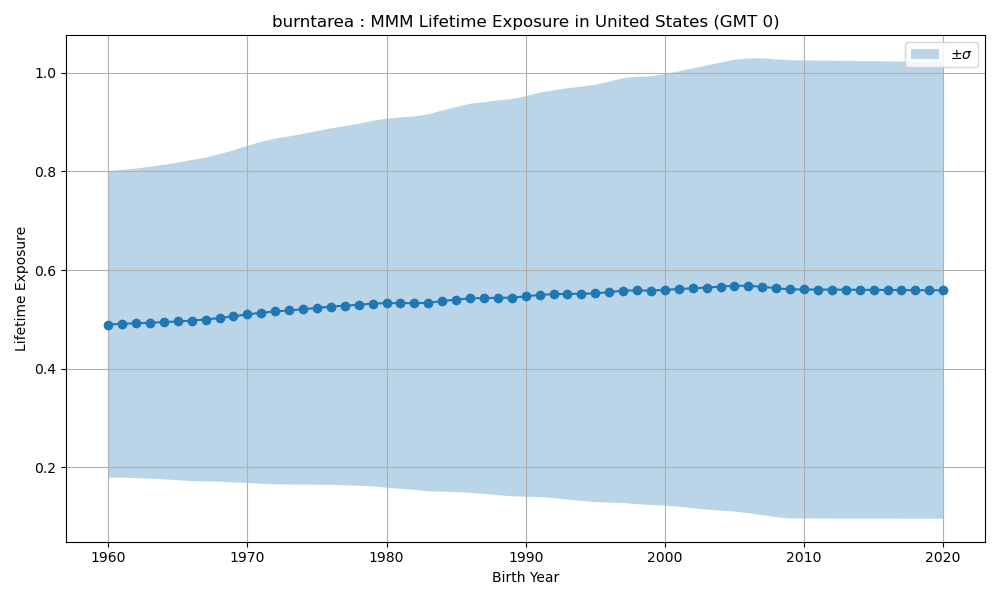 burntarea : MMM Lifetime Exposure in United States (GMT 0)
±σ
1.0
0.8
0.6
0.4
0.2
Lifetime Exposure
1960 1970 1980 1990 2000 2010 2020
Birth Year